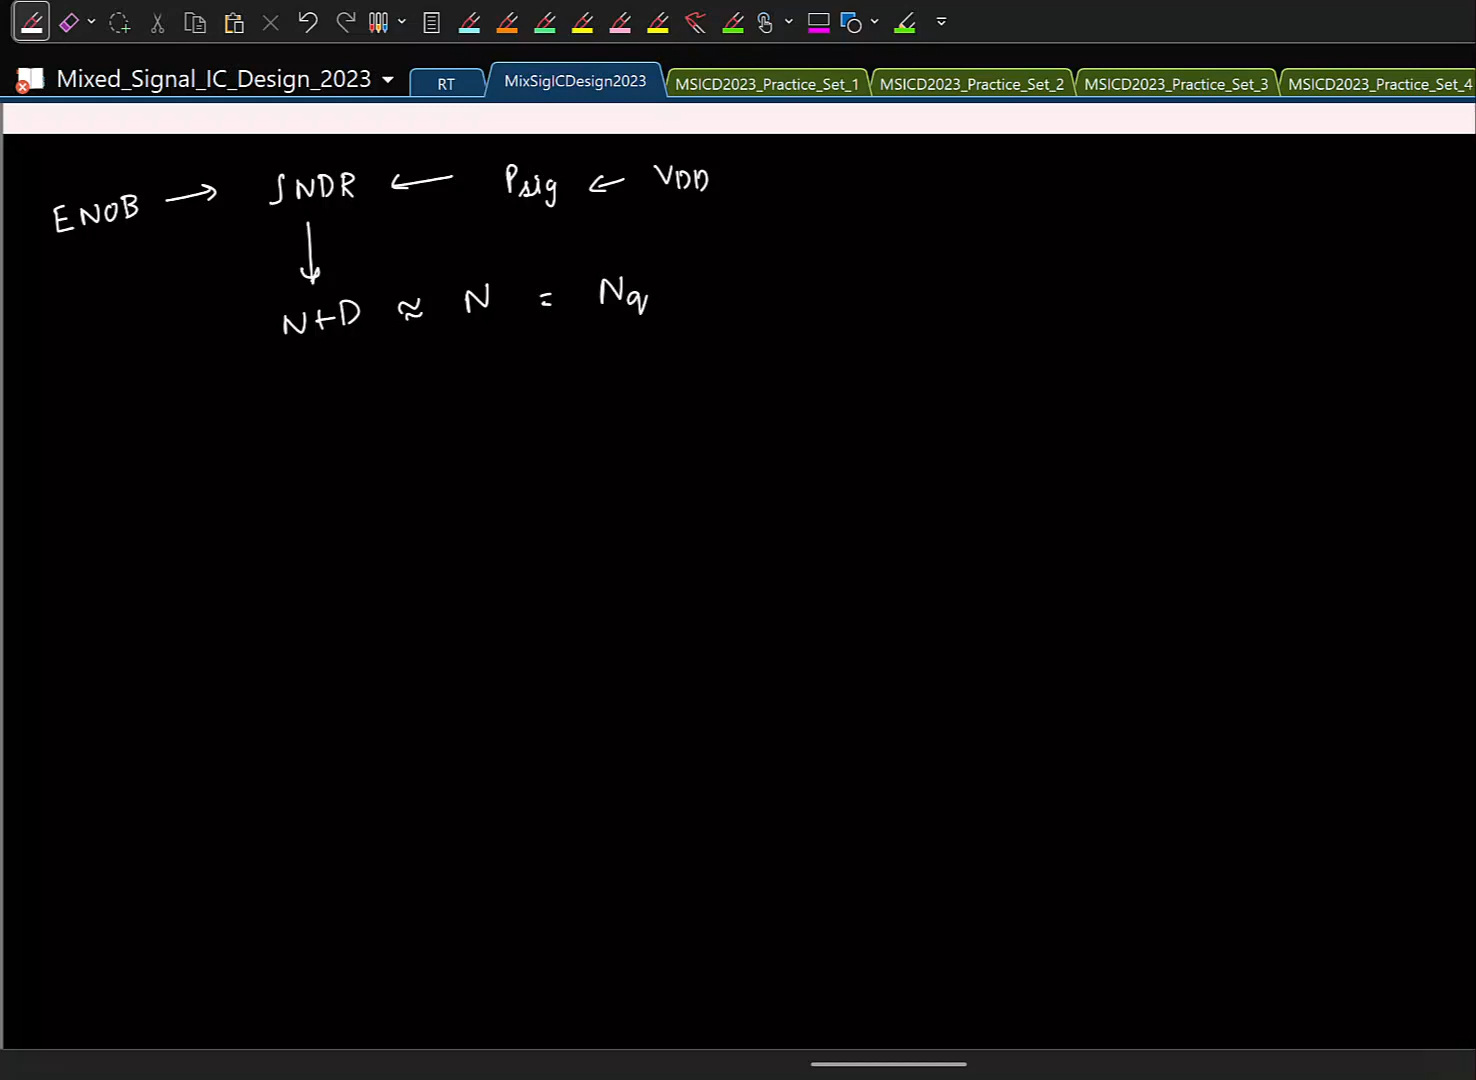 Mixed_Signal_IC_Design_2023 RT MixSigICDesign2023 MSICD2023_Practice_Set_1 MSICD2023_Practice_Set_2 MSICD2023_Practice_Set_3 MSICD2023_Practice_Set_4
ENOB → SNDR ← Psig ← VDD
↓
N+D ≈ N = Nq